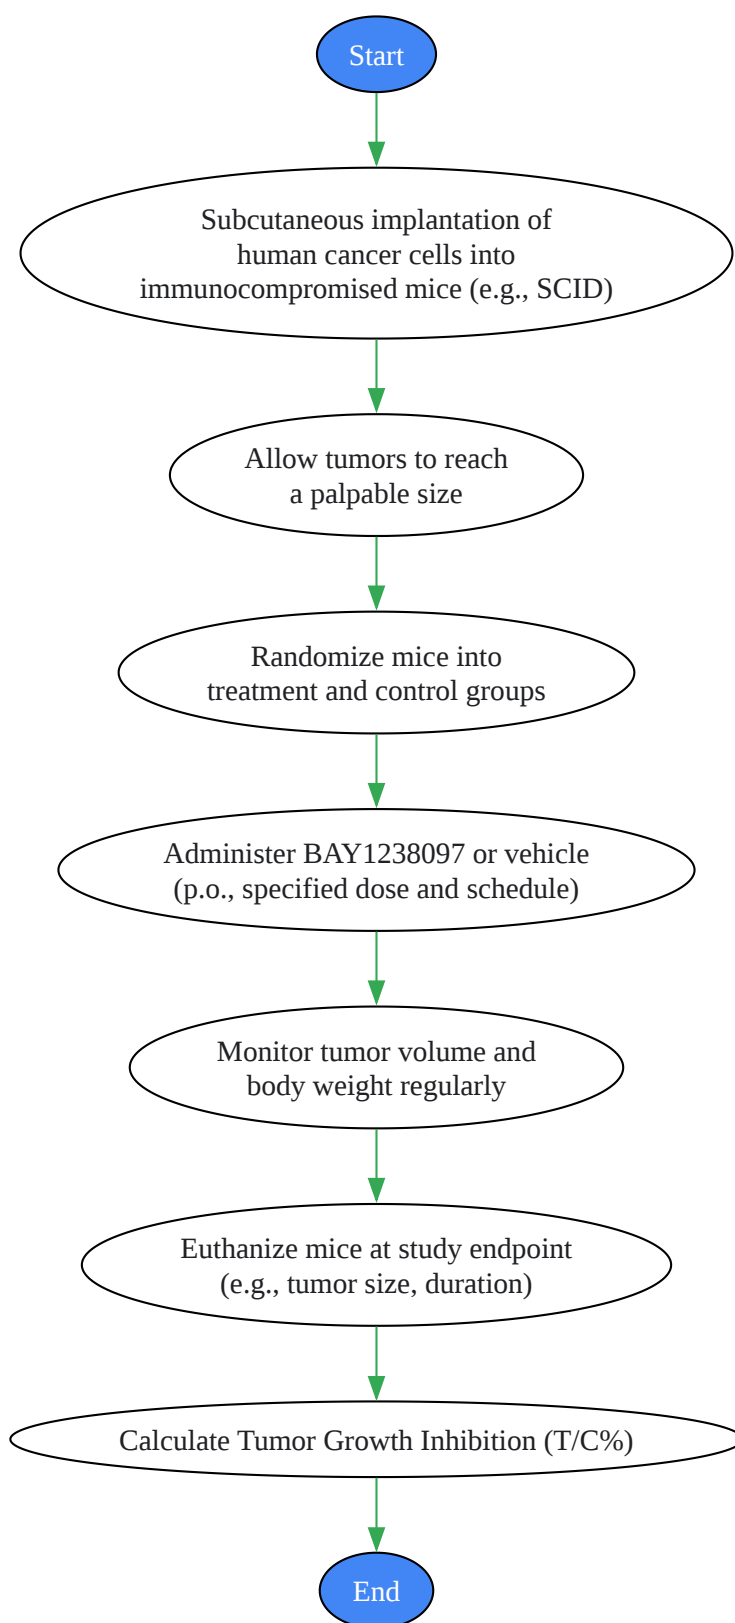 Start
Subcutaneous implantation of
human cancer cells into
immunocompromised mice (e.g., SCID)
Allow tumors to reach
a palpable size
Randomize mice into
treatment and control groups
Administer BAY1238097 or vehicle
(p.o., specified dose and schedule)
Monitor tumor volume and
body weight regularly
Euthanize mice at study endpoint
(e.g., tumor size, duration)
Calculate Tumor Growth Inhibition (T/C%)
End